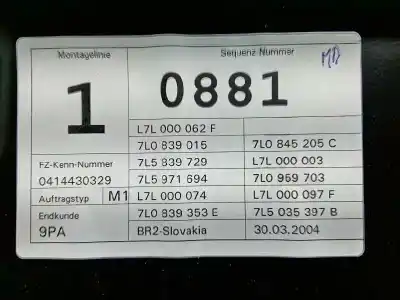 Montagelinie
Sequenz Nummer
MD
1
0881
L7L 000 062 F
7L0 839 015
7L0 845 205 C
FZ-Kenn-Nummer
7L5 839 729
L7L 000 003
0414430329
7L5 971 694
7L0 959 703
Auftragstyp M1
L7L 000 074
L7L 000 097 F
Endkunde
7L0 839 353 E
7L5 035 397 B
9PA
BR2-Slovakia
30.03.2004